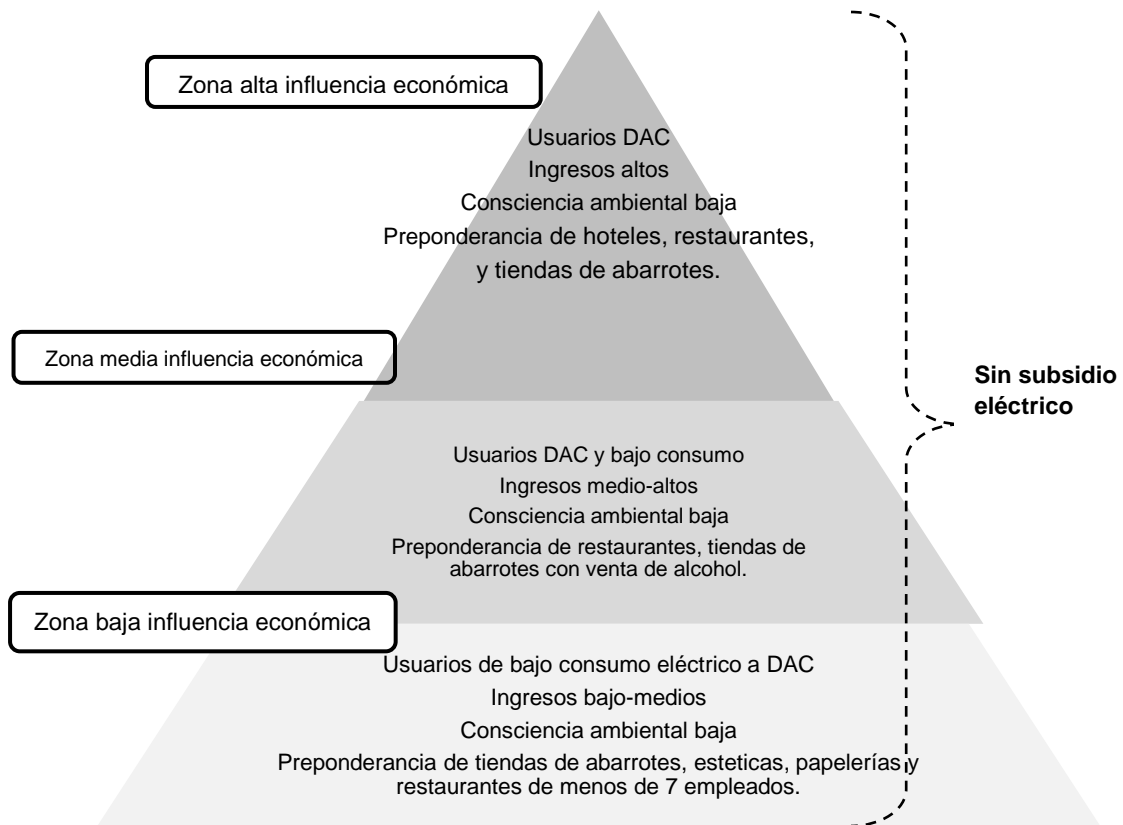 Zona alta influencia económica
Usuarios DAC
Ingresos altos
Consciencia ambiental baja
Preponderancia de hoteles, restaurantes,
y tiendas de abarrotes.
Zona media influencia económica
Sin subsidio
eléctrico
Usuarios DAC y bajo consumo
Ingresos medio-altos
Consciencia ambiental baja
Preponderancia de restaurantes, tiendas de
abarrotes con venta de alcohol.
Zona baja influencia económica
Usuarios de bajo consumo eléctrico a DAC
Ingresos bajo-medios
Consciencia ambiental baja
Preponderancia de tiendas de abarrotes, esteticas, papelerías y
restaurantes de menos de 7 empleados.